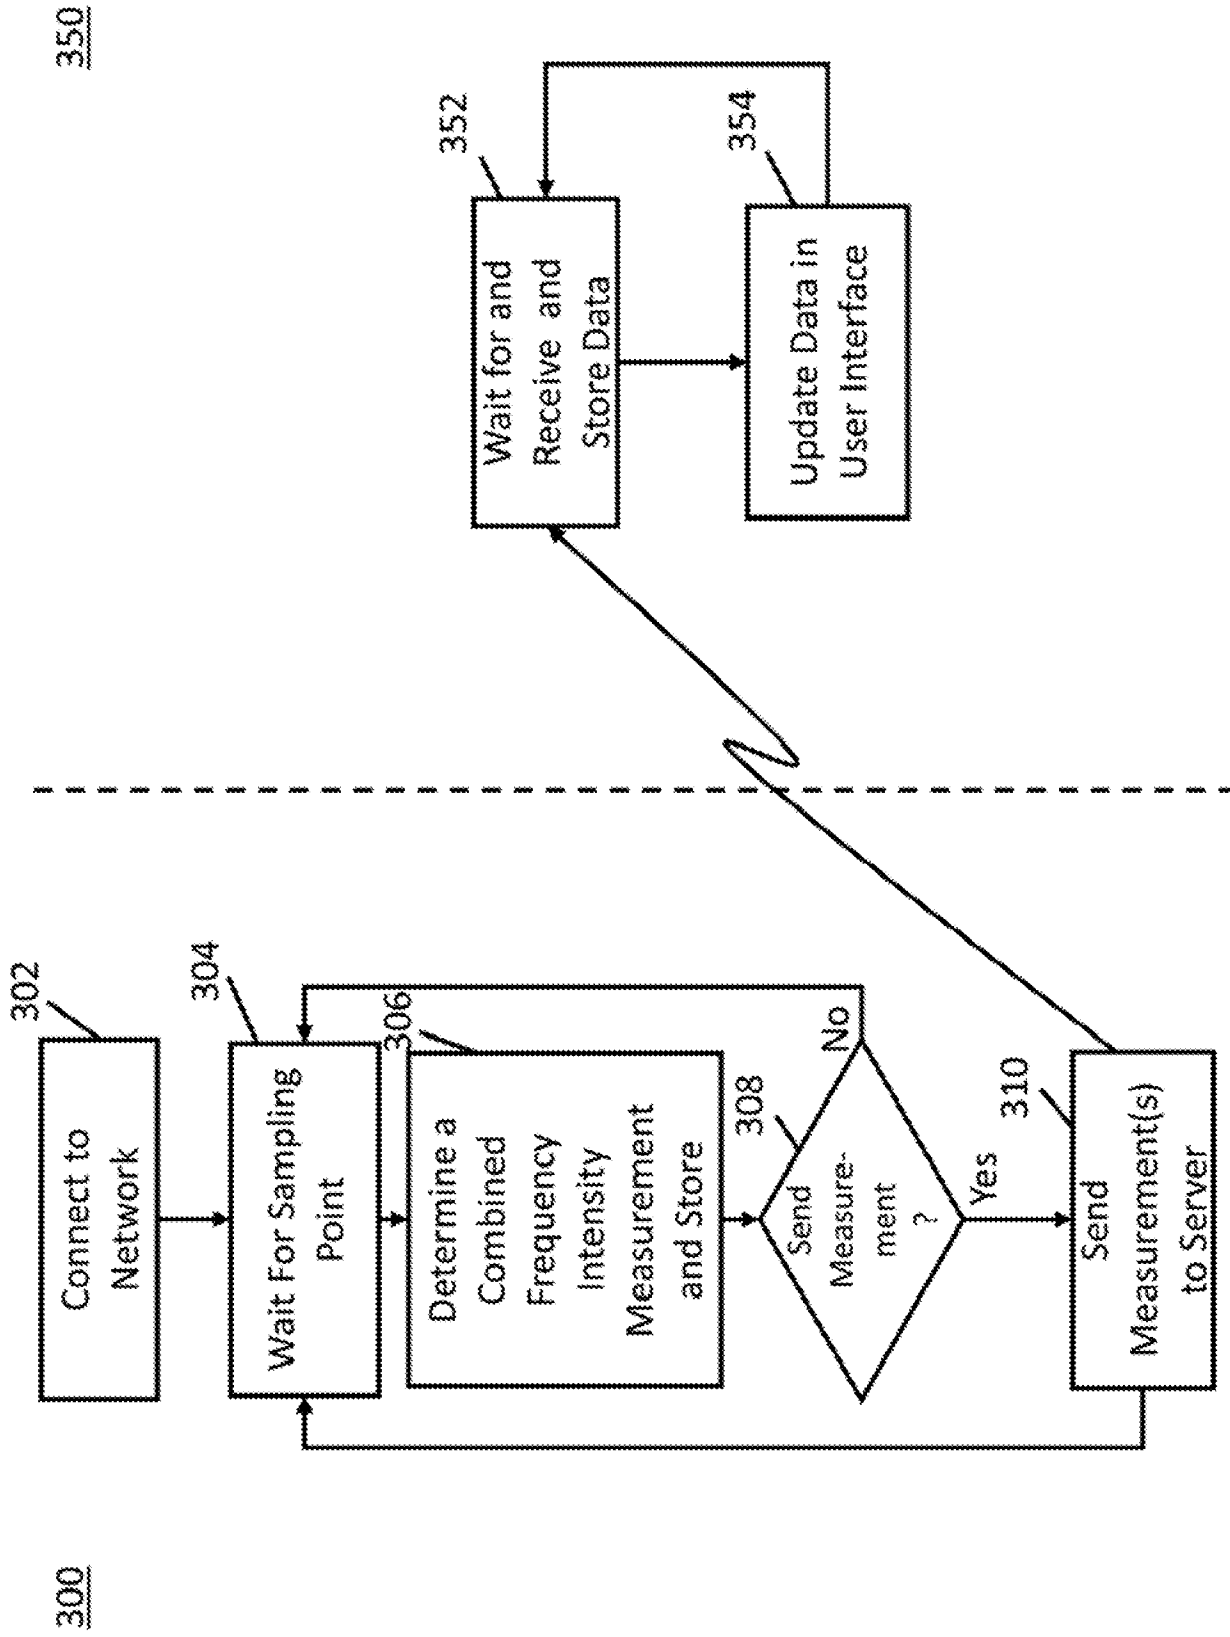 300
302
Connect to
Network
304
Wait For Sampling
Point
306
Determine a
Combined
Frequency
Intensity
Measurement
and Store
308
Send
Measure-
ment
?
No
Yes
310
Send
Measurement(s)
to Server
350
352
Wait for and
Receive and
Store Data
354
Update Data in
User Interface